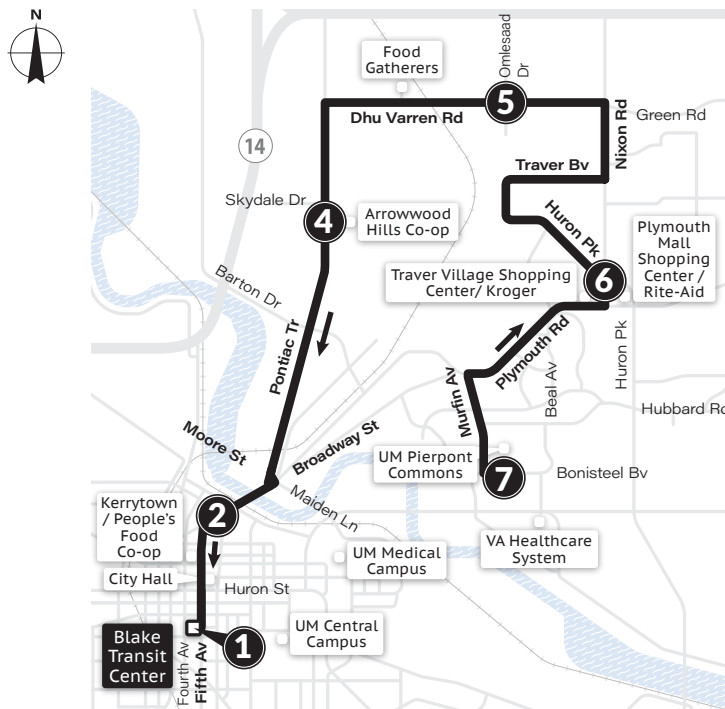 N
Food
Gatherers
Omlesaad
Dr
5
Dhu Varren Rd
Nixon Rd
Green Rd
14
Traver Bv
Skydale Dr
4
Arrowwood
Hills Co-op
Huron Pk
Plymouth
Mall
Shopping
Center /
Rite-Aid
Barton Dr
Traver Village Shopping
Center/ Kroger
6
Pontiac Tr
Plymouth Rd
Huron Pk
Beal Av
Murfin Av
Hubbard Rd
Moore St
Broadway St
UM Pierpont
Commons
7
Bonisteel Bv
Maiden Ln
Kerrytown
/ People's
Food
Co-op
2
VA Healthcare
System
UM Medical
Campus
City Hall
Huron St
UM Central
Campus
Blake
Transit
Center
1
Fourth Av
Fifth Av